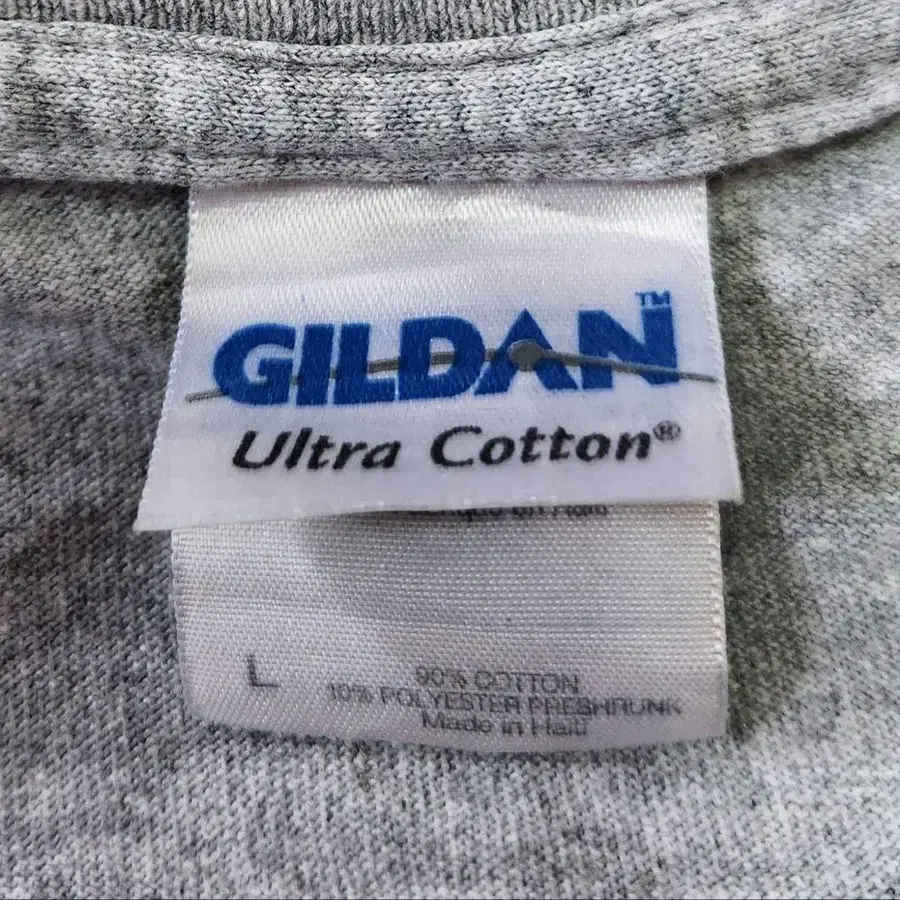 GILDAN™
Ultra Cotton®
L
90% COTTON
10% POLYESTER PRESHRUNK
Made in Haiti